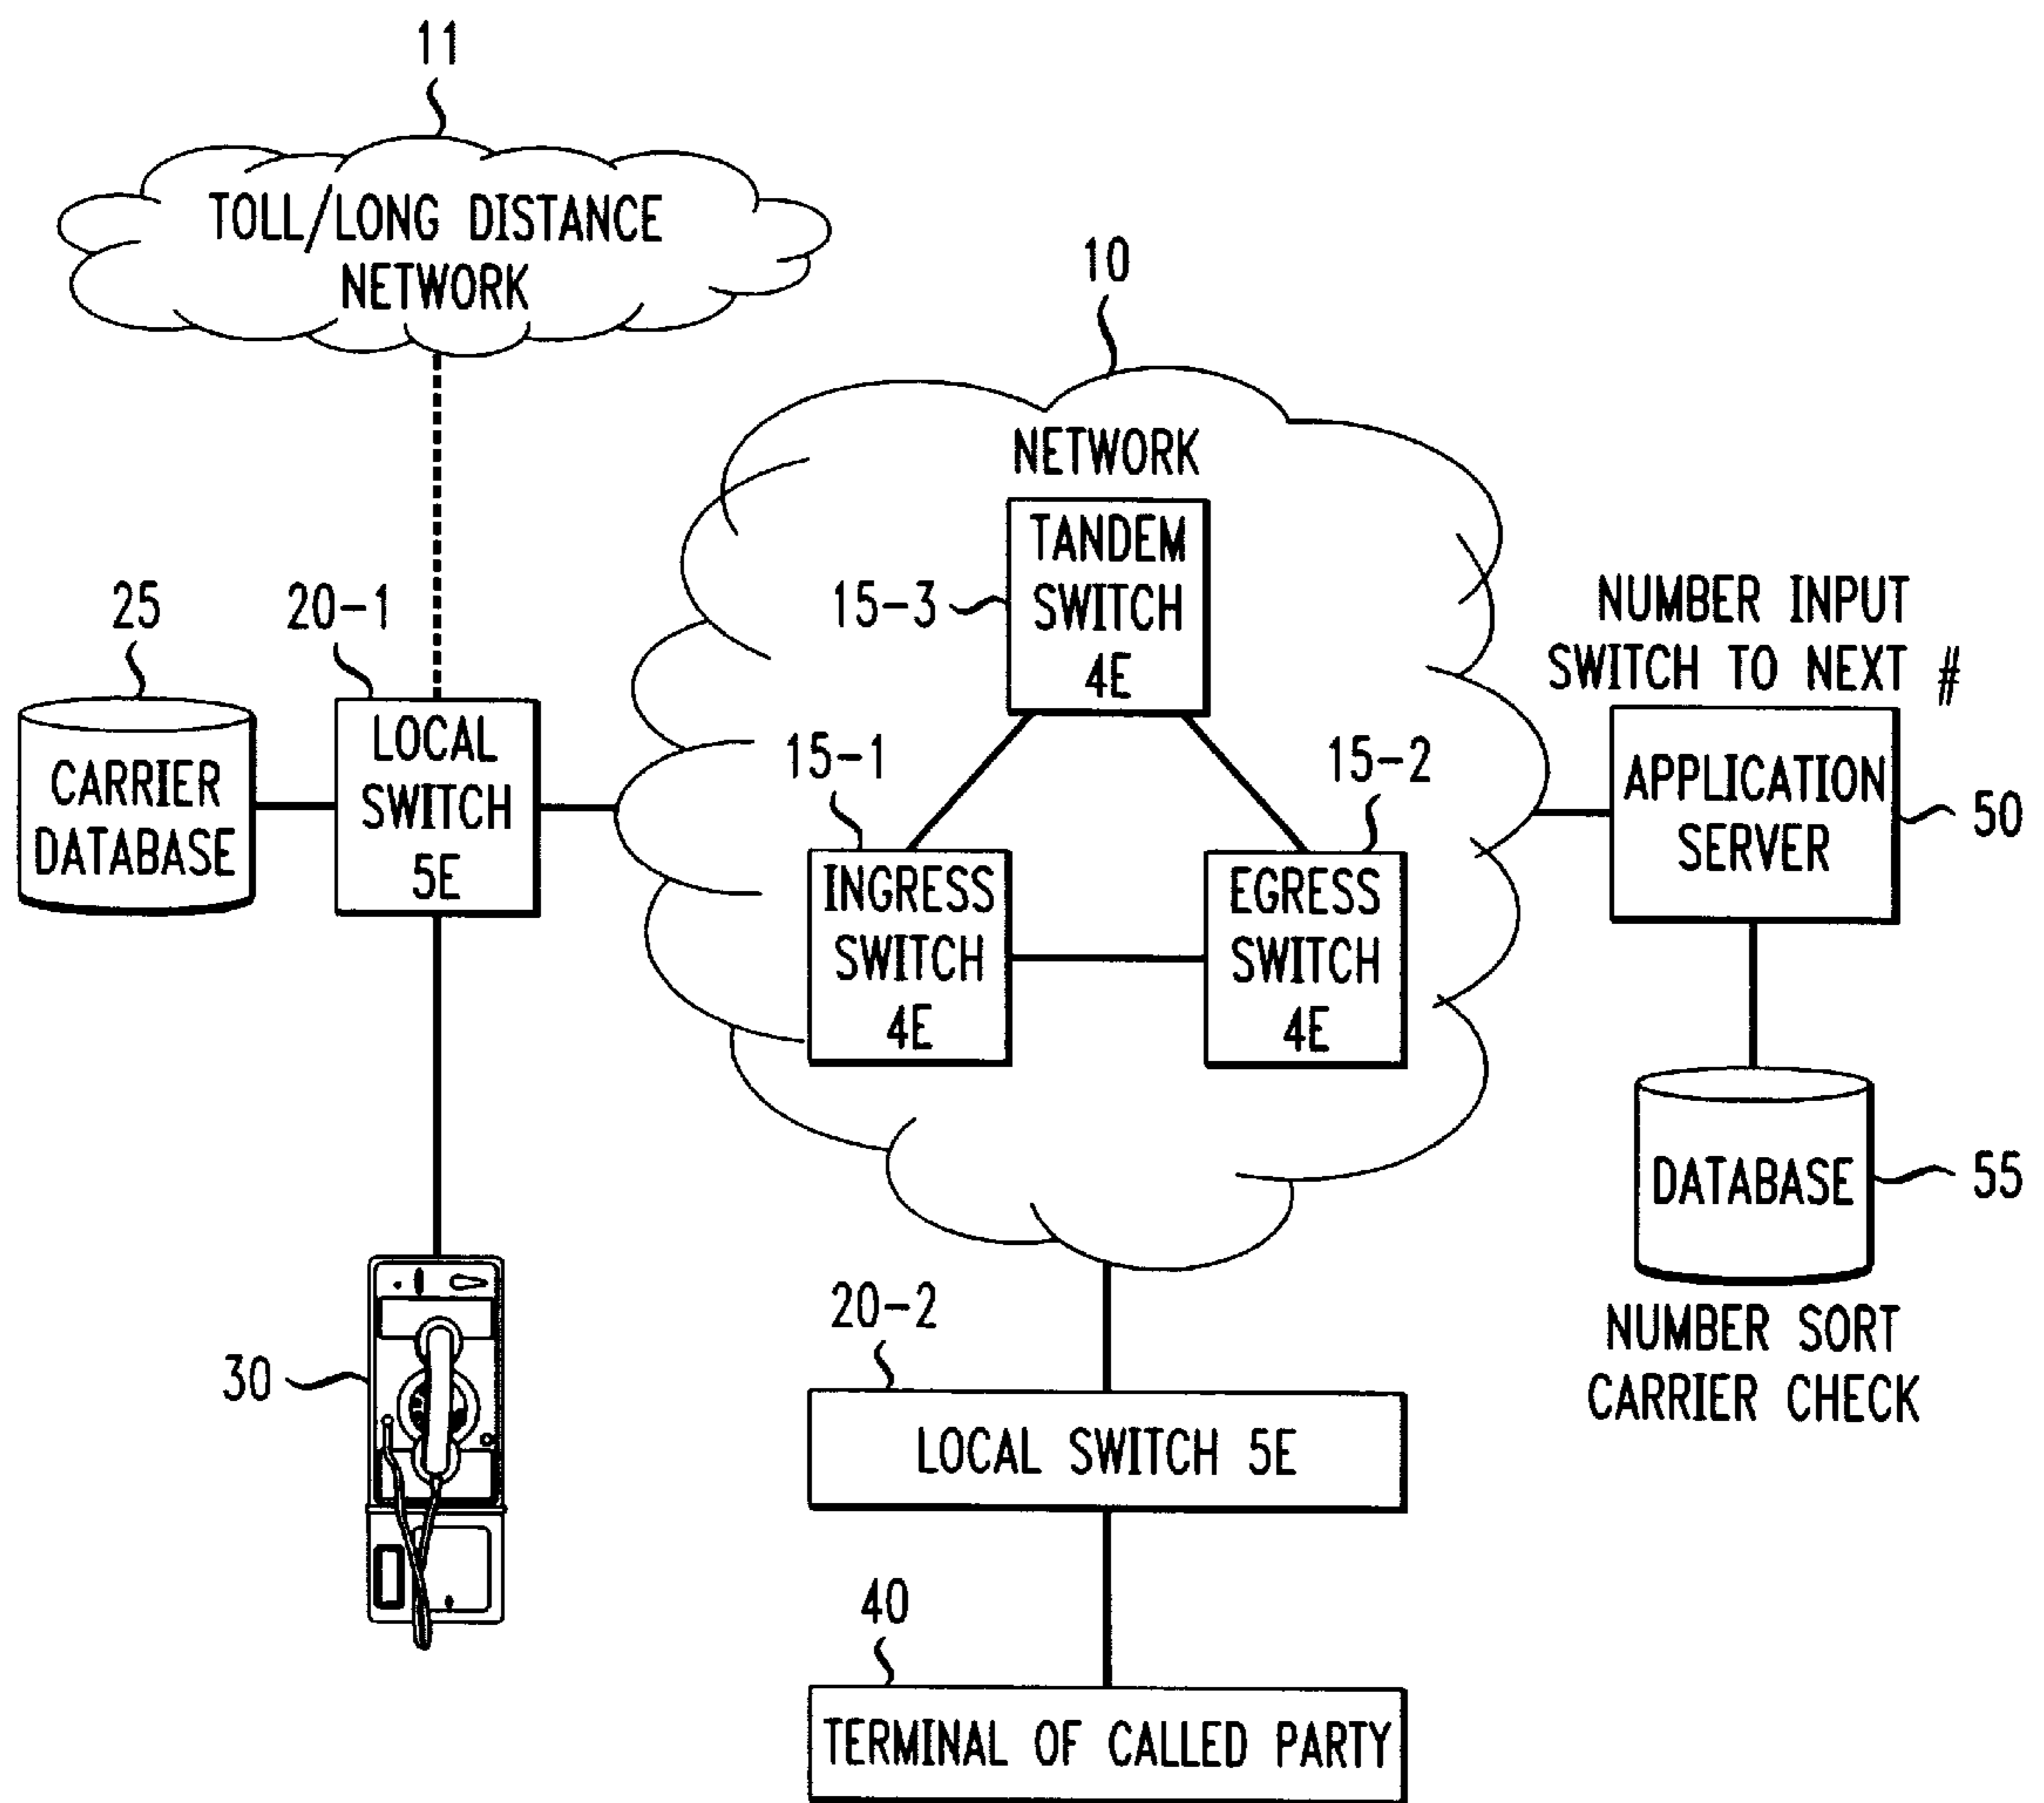 11
TOLL/LONG DISTANCE
NETWORK
10
NETWORK
TANDEM
SWITCH
4E
15-3
25
20-1
NUMBER INPUT
SWITCH TO NEXT #
CARRIER
DATABASE
LOCAL
SWITCH
5E
15-1
15-2
INGRESS
SWITCH
4E
EGRESS
SWITCH
4E
APPLICATION
SERVER
50
DATABASE
55
NUMBER SORT
CARRIER CHECK
30
20-2
LOCAL SWITCH 5E
40
TERMINAL OF CALLED PARTY